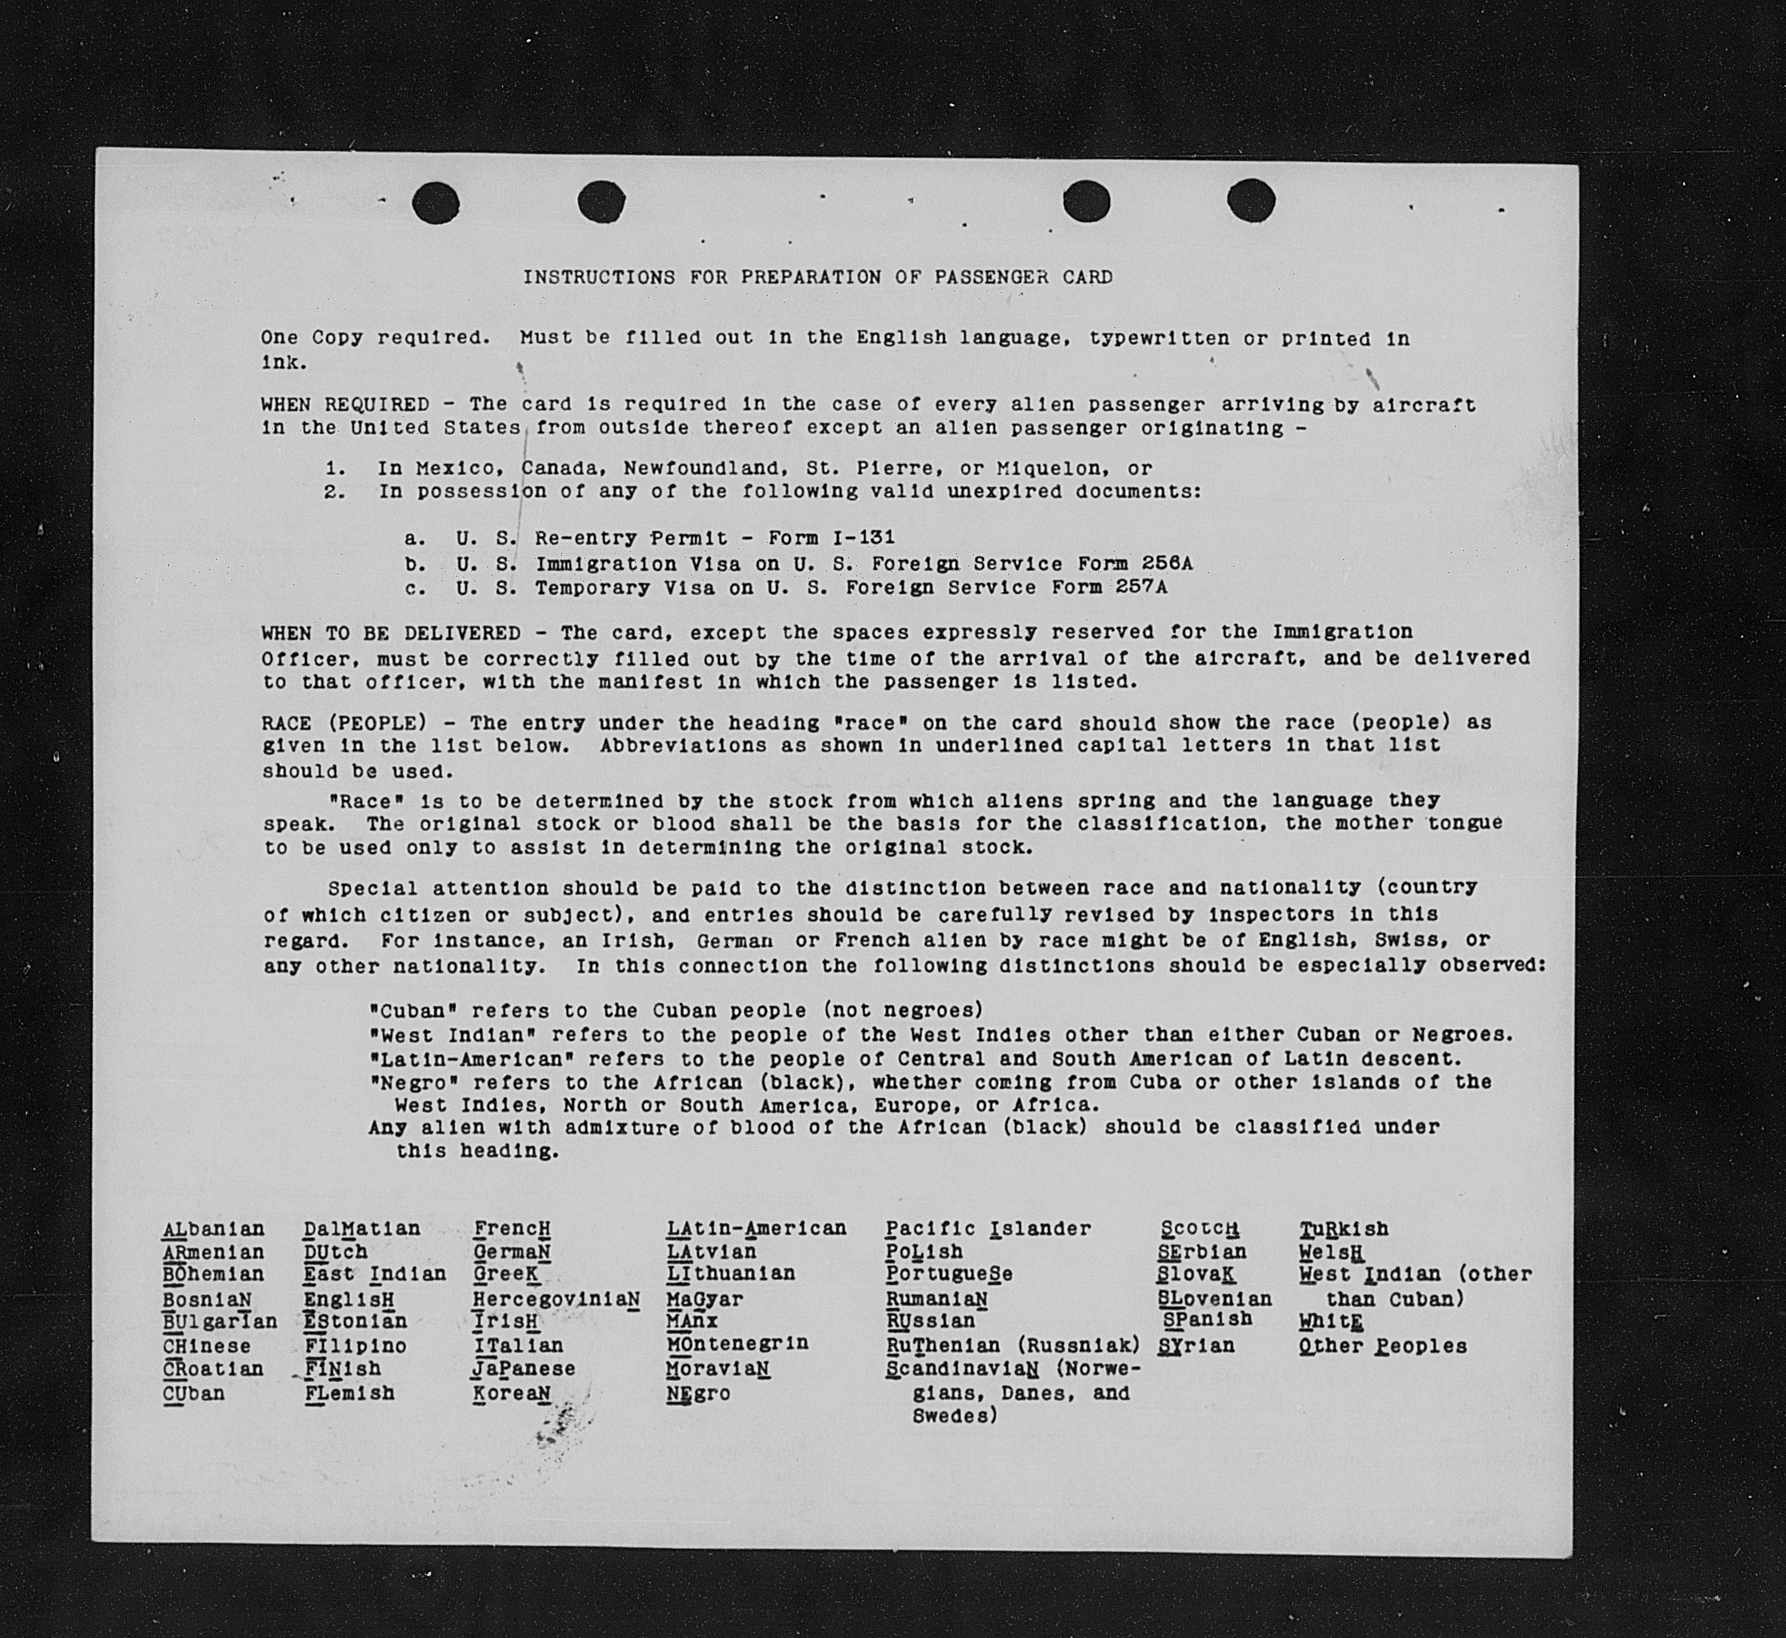 INSTRUCTIONS FOR PREPARATION OF PASSENGER CARD
One Copy required. Must be filled out in the English language, typewritten or printed in
ink.
WHEN REQUIRED - The card is required in the case of every alien passenger arriving by aircraft
in the United States from outside thereof except an alien passenger originating -
1. In Mexico, Canada, Newfoundland, St. Pierre, or Miquelon, or
2. In possession of any of the following valid unexpired documents:
a. U. S. Re-entry Permit - Form I-131
b. U. S. Immigration Visa on U. S. Foreign Service Form 256A
c. U. S. Temporary Visa on U. S. Foreign Service Form 257A
WHEN TO BE DELIVERED - The card, except the spaces expressly reserved for the Immigration
Officer, must be correctly filled out by the time of the arrival of the aircraft, and be delivered
to that officer, with the manifest in which the passenger is listed.
RACE (PEOPLE) - The entry under the heading "race" on the card should show the race (people) as
given in the list below. Abbreviations as shown in underlined capital letters in that list
should be used.
"Race" is to be determined by the stock from which aliens spring and the language they
speak. The original stock or blood shall be the basis for the classification, the mother tongue
to be used only to assist in determining the original stock.
Special attention should be paid to the distinction between race and nationality (country
of which citizen or subject), and entries should be carefully revised by inspectors in this
regard. For instance, an Irish, German or French alien by race might be of English, Swiss, or
any other nationality. In this connection the following distinctions should be especially observed:
"Cuban" refers to the Cuban people (not negroes)
"West Indian" refers to the people of the West Indies other than either Cuban or Negroes.
"Latin-American" refers to the people of Central and South American of Latin descent.
"Negro" refers to the African (black), whether coming from Cuba or other islands of the
West Indies, North or South America, Europe, or Africa.
Any alien with admixture of blood of the African (black) should be classified under
this heading.
ALbanian DalMatian FrencH LAtin-American Pacific Islander ScotcH TuRkish
ARmenian DUtch GermaN LAtvian PoLish SErbian WelsH
BOhemian East Indian GreeK LIthuanian PortugueSe SlovaK West Indian (other
BosniaN EnglisH HercegoviniaN MaGyar RumaniaN SLovenian than Cuban)
BUlgarian EStonian IrisH MAnx RUssian SPanish WhitE
CHinese FIlipino ITalian MOntenegrin RuThenian (Russniak) SYrian Other Peoples
CRoatian FINish JaPanese MoraviaN ScandinaviaN (Norwe-
CUban FLemish KoreaN NEgro gians, Danes, and
Swedes)